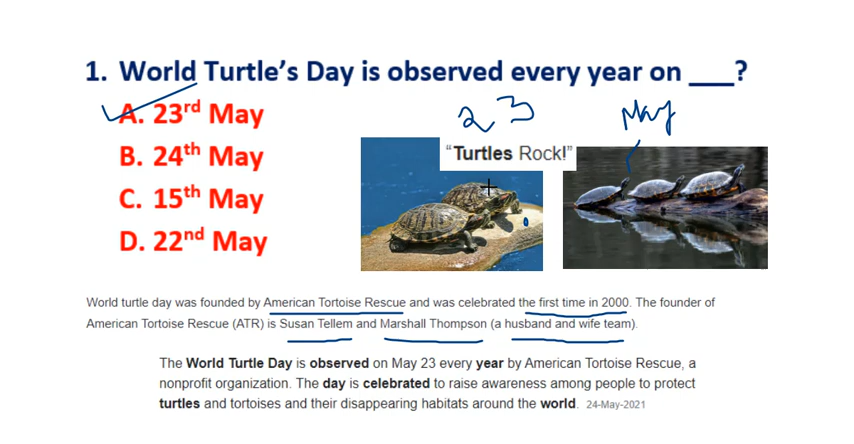 1. World Turtle's Day is observed every year on ___?
A. 23rd May
B. 24th May
C. 15th May
D. 22nd May
23
May
"Turtles Rock!"
World turtle day was founded by American Tortoise Rescue and was celebrated the first time in 2000. The founder of
American Tortoise Rescue (ATR) is Susan Tellem and Marshall Thompson (a husband and wife team).
The World Turtle Day is observed on May 23 every year by American Tortoise Rescue, a
nonprofit organization. The day is celebrated to raise awareness among people to protect
turtles and tortoises and their disappearing habitats around the world. 24-May-2021